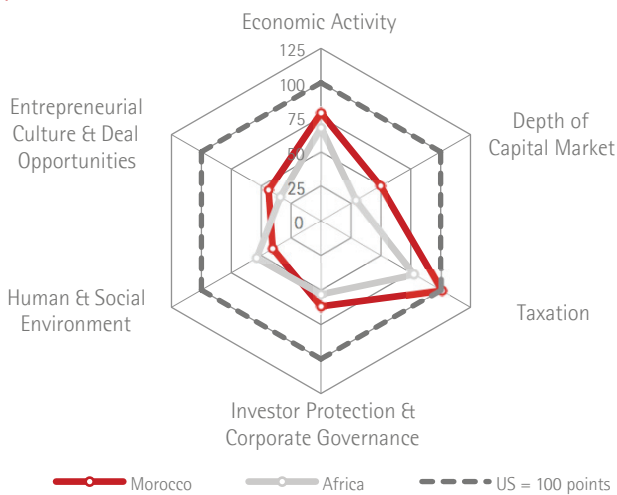 Economic Activity
125
100
75
50
25
0
Entrepreneurial
Culture & Deal
Opportunities
Depth of
Capital Market
Human & Social
Environment
Taxation
Investor Protection &
Corporate Governance
Morocco
Africa
US = 100 points